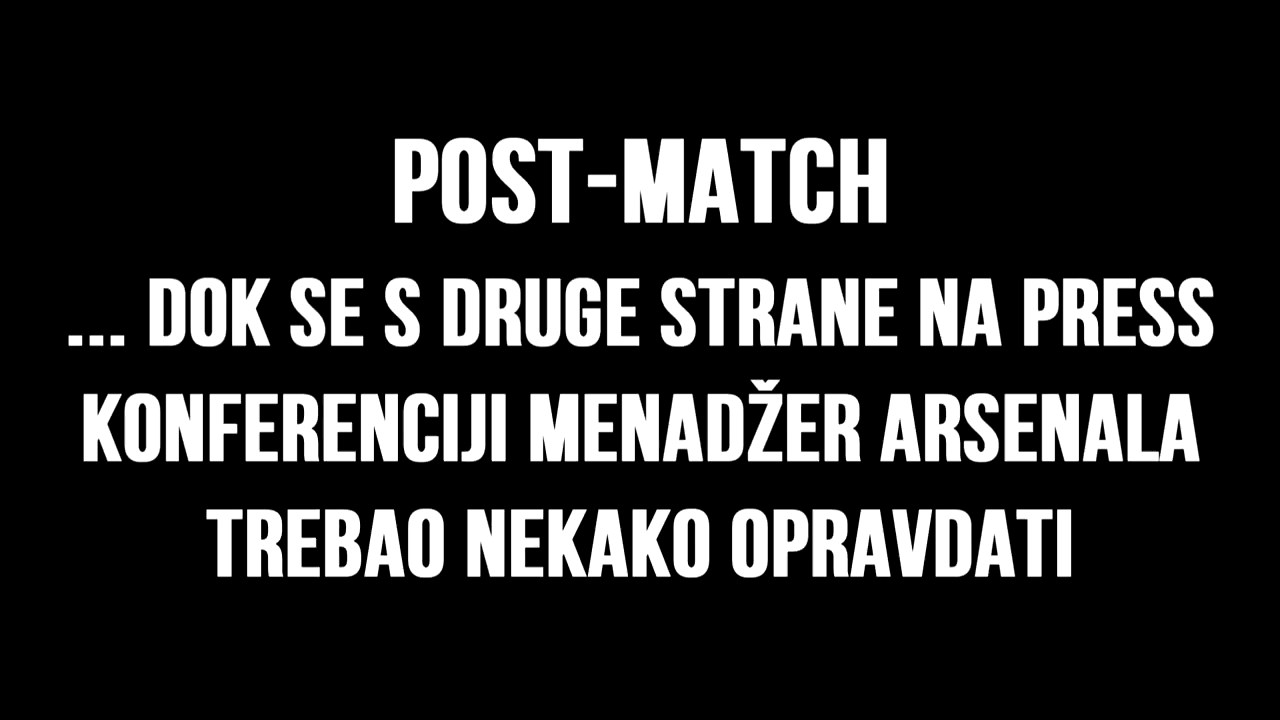 POST-MATCH
... DOK SE S DRUGE STRANE NA PRESS
KONFERENCIJI MENADŽER ARSENALA
TREBAO NEKAKO OPRAVDATI